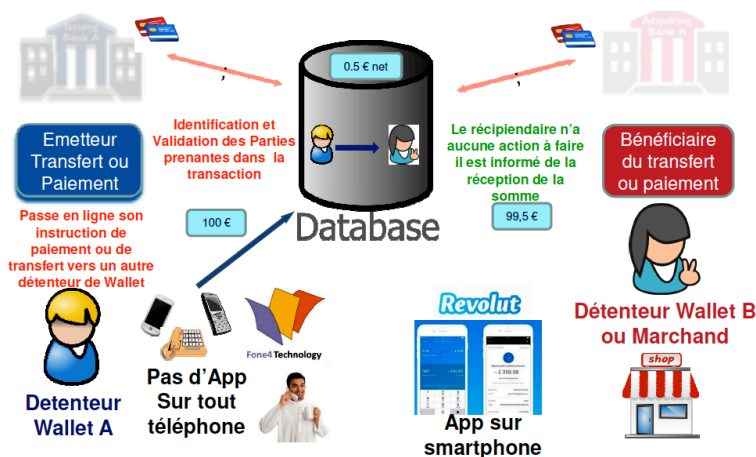 Issuing
Bank A
Acquiring
Bank A
0.5 € net
;
;
Emetteur
Transfert ou
Paiement
Identification et
Validation des Parties
prenantes dans la
transaction
Le récipiendaire n'a
aucune action à faire
il est informé de la
réception de la
somme
Bénéficiaire
du transfert
ou paiement
Passe en ligne son
instruction de
paiement ou de
transfert vers un autre
détenteur de Wallet
100 €
Database
99,5 €
Detenteur
Wallet A
Fone4 Technology
Pas d'App
Sur tout
téléphone
Revolut
App sur
smartphone
Détenteur Wallet B
ou Marchand
shop